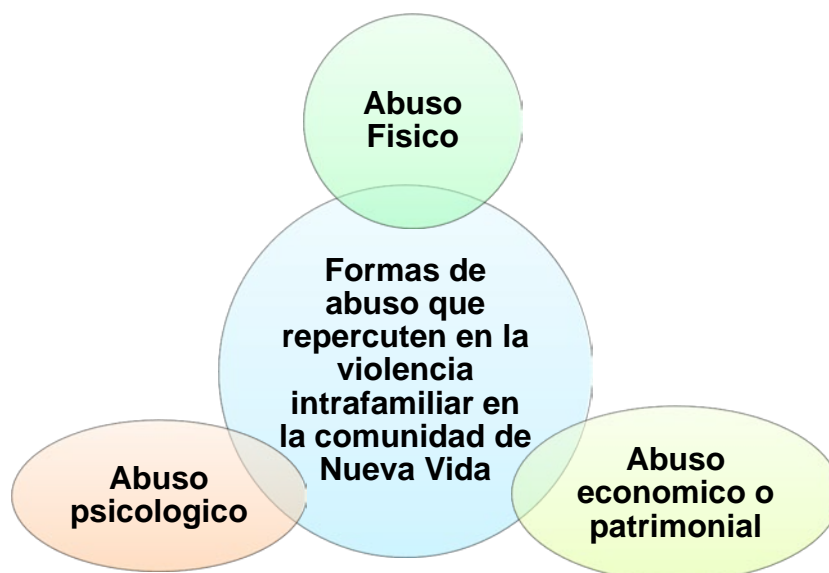 Abuso
Fisico
Formas de
abuso que
repercuten en la
violencia
intrafamiliar en
la comunidad de
Nueva Vida
Abuso
psicologico
Abuso
economico o
patrimonial